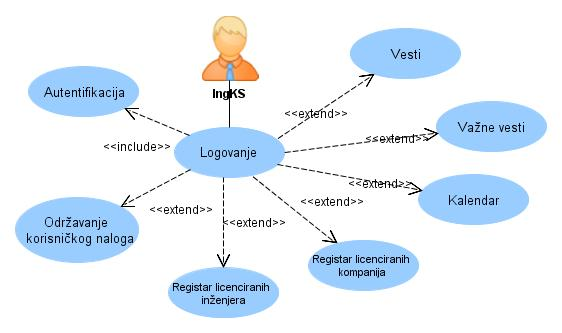 Vesti
Autentifikacija
IngKS
<<extend>>
Važne vesti
<<extend>>
<<include>>
Logovanje
<<extend>>
Kalendar
<<extend>>
<<extend>>
<<extend>>
Održavanje
korisničkog naloga
Registar licenciranih
kompanija
Registar licenciranih
inženjera